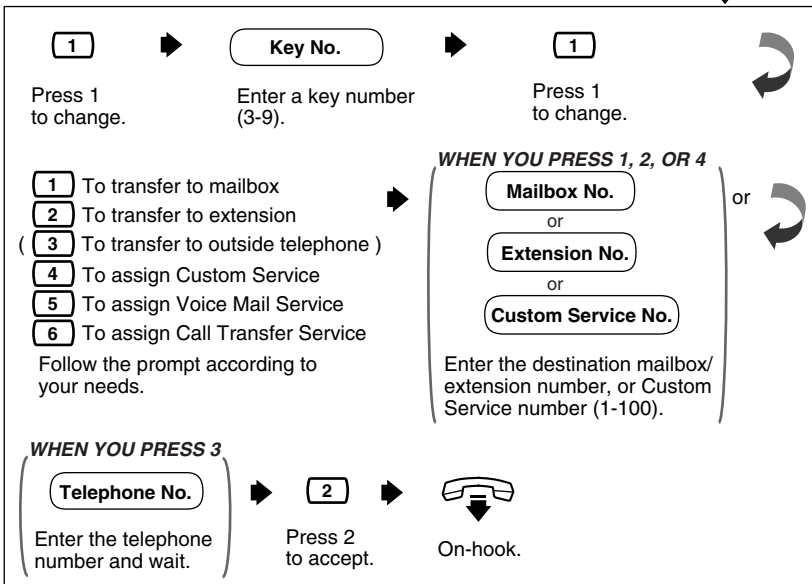 1
Key No.
1
Press 1
to change.
Enter a key number
(3-9).
Press 1
to change.
1 To transfer to mailbox
2 To transfer to extension
( 3 To transfer to outside telephone )
4 To assign Custom Service
5 To assign Voice Mail Service
6 To assign Call Transfer Service
Follow the prompt according to
your needs.
WHEN YOU PRESS 1, 2, OR 4
Mailbox No.
or
Extension No.
or
Custom Service No.
Enter the destination mailbox/
extension number, or Custom
Service number (1-100).
or
WHEN YOU PRESS 3
Telephone No.
Enter the telephone
number and wait.
2
Press 2
to accept.
On-hook.